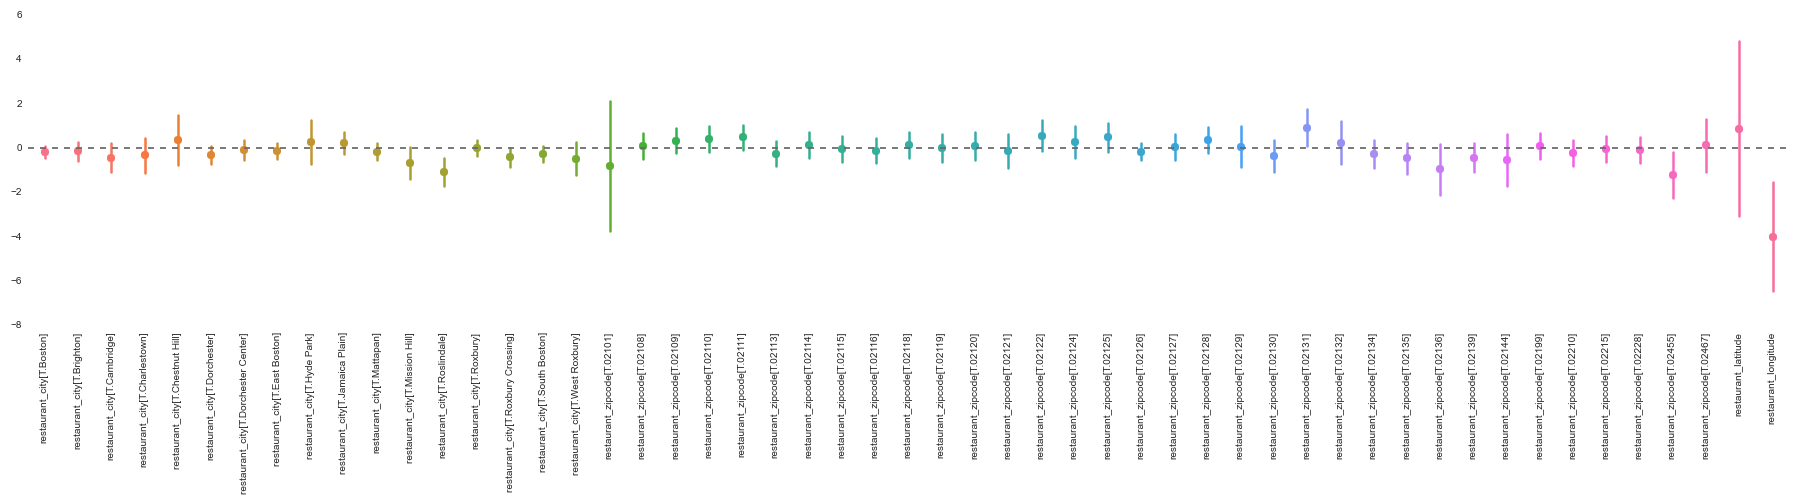 6
4
2
0
−2
−4
−6
−8
restaurant_city[T.Boston]
restaurant_city[T.Brighton]
restaurant_city[T.Cambridge]
restaurant_city[T.Charlestown]
restaurant_city[T.Chestnut Hill]
restaurant_city[T.Dorchester]
restaurant_city[T.Dorchester Center]
restaurant_city[T.East Boston]
restaurant_city[T.Hyde Park]
restaurant_city[T.Jamaica Plain]
restaurant_city[T.Mattapan]
restaurant_city[T.Mission Hill]
restaurant_city[T.Roslindale]
restaurant_city[T.Roxbury]
restaurant_city[T.Roxbury Crossing]
restaurant_city[T.South Boston]
restaurant_city[T.West Roxbury]
restaurant_zipcode[T.02101]
restaurant_zipcode[T.02108]
restaurant_zipcode[T.02109]
restaurant_zipcode[T.02110]
restaurant_zipcode[T.02111]
restaurant_zipcode[T.02113]
restaurant_zipcode[T.02114]
restaurant_zipcode[T.02115]
restaurant_zipcode[T.02116]
restaurant_zipcode[T.02118]
restaurant_zipcode[T.02119]
restaurant_zipcode[T.02120]
restaurant_zipcode[T.02121]
restaurant_zipcode[T.02122]
restaurant_zipcode[T.02124]
restaurant_zipcode[T.02125]
restaurant_zipcode[T.02126]
restaurant_zipcode[T.02127]
restaurant_zipcode[T.02128]
restaurant_zipcode[T.02129]
restaurant_zipcode[T.02130]
restaurant_zipcode[T.02131]
restaurant_zipcode[T.02132]
restaurant_zipcode[T.02134]
restaurant_zipcode[T.02135]
restaurant_zipcode[T.02136]
restaurant_zipcode[T.02139]
restaurant_zipcode[T.02144]
restaurant_zipcode[T.02199]
restaurant_zipcode[T.02210]
restaurant_zipcode[T.02215]
restaurant_zipcode[T.02228]
restaurant_zipcode[T.02455]
restaurant_zipcode[T.02467]
restaurant_latitude
restaurant_longitude